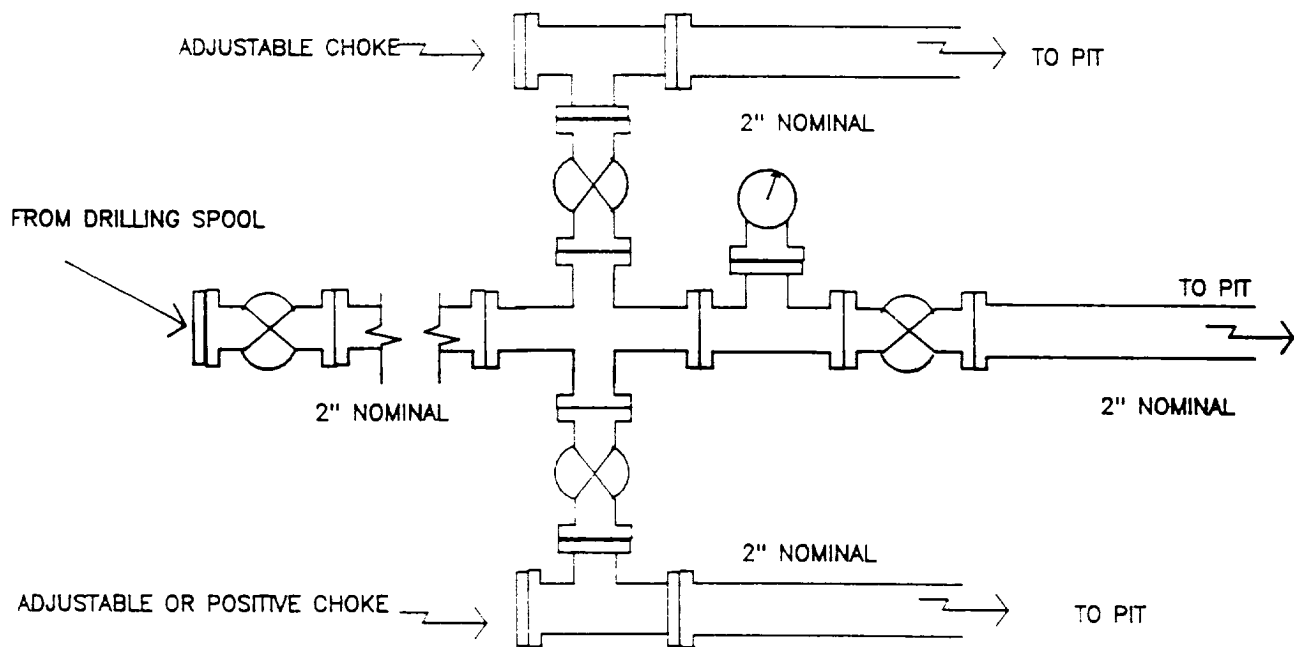 ADJUSTABLE CHOKE
TO PIT
2" NOMINAL
FROM DRILLING SPOOL
TO PIT
2" NOMINAL
2" NOMINAL
2" NOMINAL
ADJUSTABLE OR POSITIVE CHOKE
TO PIT